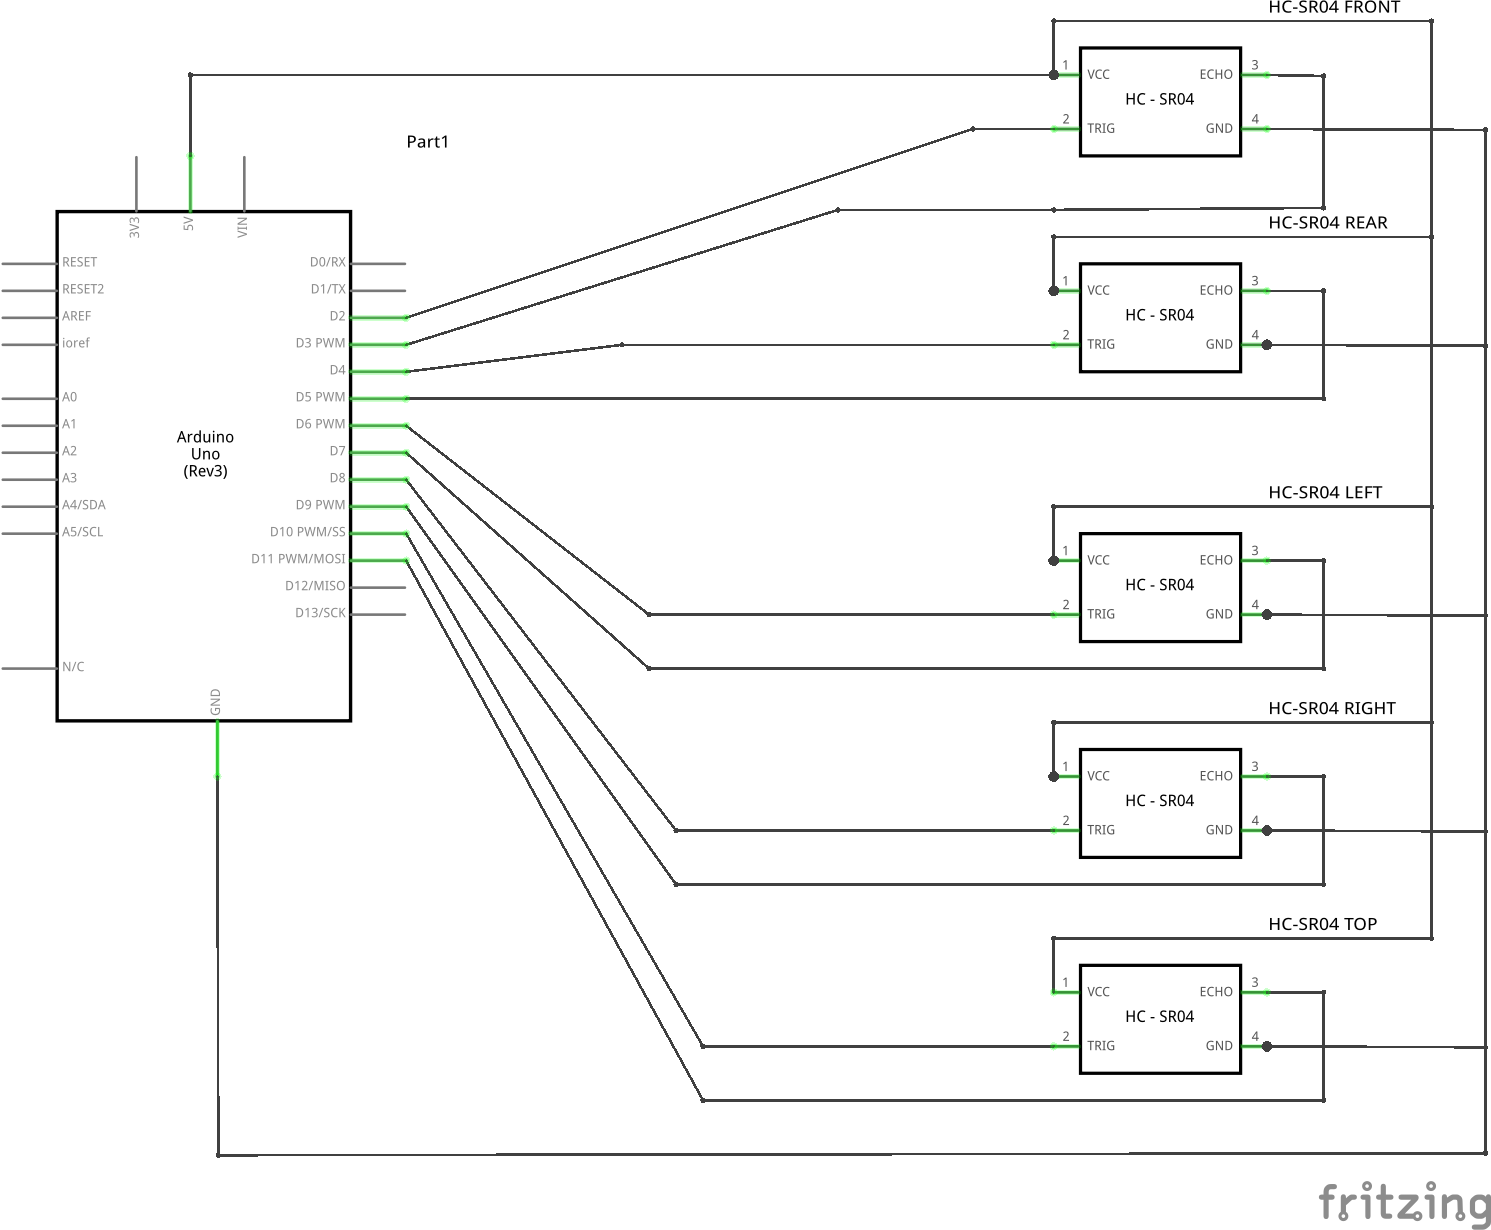 HC-SR04 FRONT
1 VCC ECHO 3
HC - SR04
2 TRIG GND 4
Part1
3V3 5V VIN
HC-SR04 REAR
1 VCC ECHO 3
HC - SR04
2 TRIG GND 4
RESET D0/RX
RESET2 D1/TX
AREF D2
ioref D3 PWM
D4
A0 D5 PWM
A1 D6 PWM
A2 D7
A3 D8
A4/SDA D9 PWM
A5/SCL D10 PWM/SS
D11 PWM/MOSI
D12/MISO
D13/SCK
N/C
GND
Arduino
Uno
(Rev3)
HC-SR04 LEFT
1 VCC ECHO 3
HC - SR04
2 TRIG GND 4
HC-SR04 RIGHT
1 VCC ECHO 3
HC - SR04
2 TRIG GND 4
HC-SR04 TOP
1 VCC ECHO 3
HC - SR04
2 TRIG GND 4
fritzing